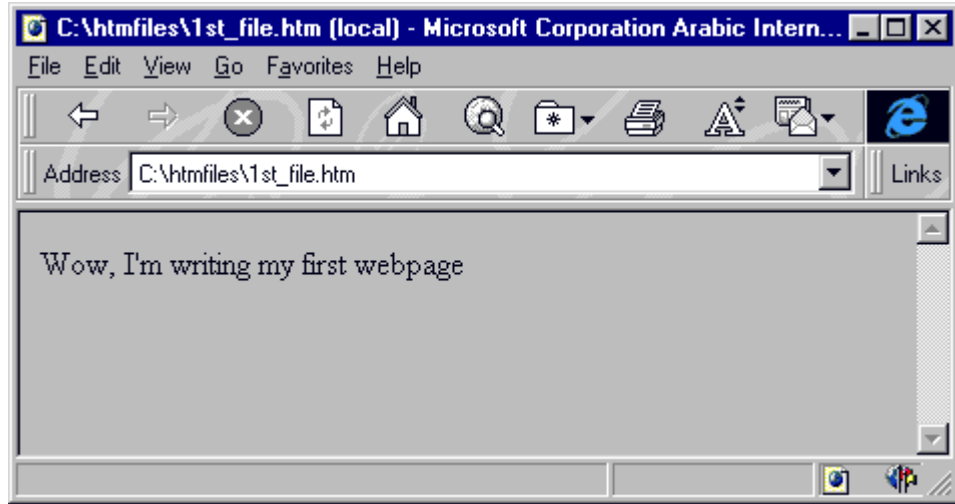 C:\htmfiles\1st_file.htm (local) - Microsoft Corporation Arabic Intern...
File Edit View Go Favorites Help
Address C:\htmfiles\1st_file.htm Links
Wow, I'm writing my first webpage